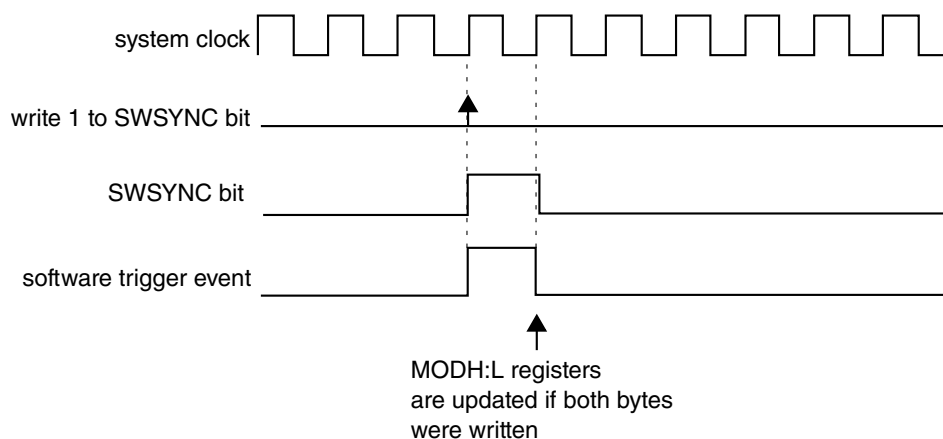 system clock
write 1 to SWSYNC bit
SWSYNC bit
software trigger event
MODH:L registers
are updated if both bytes
were written